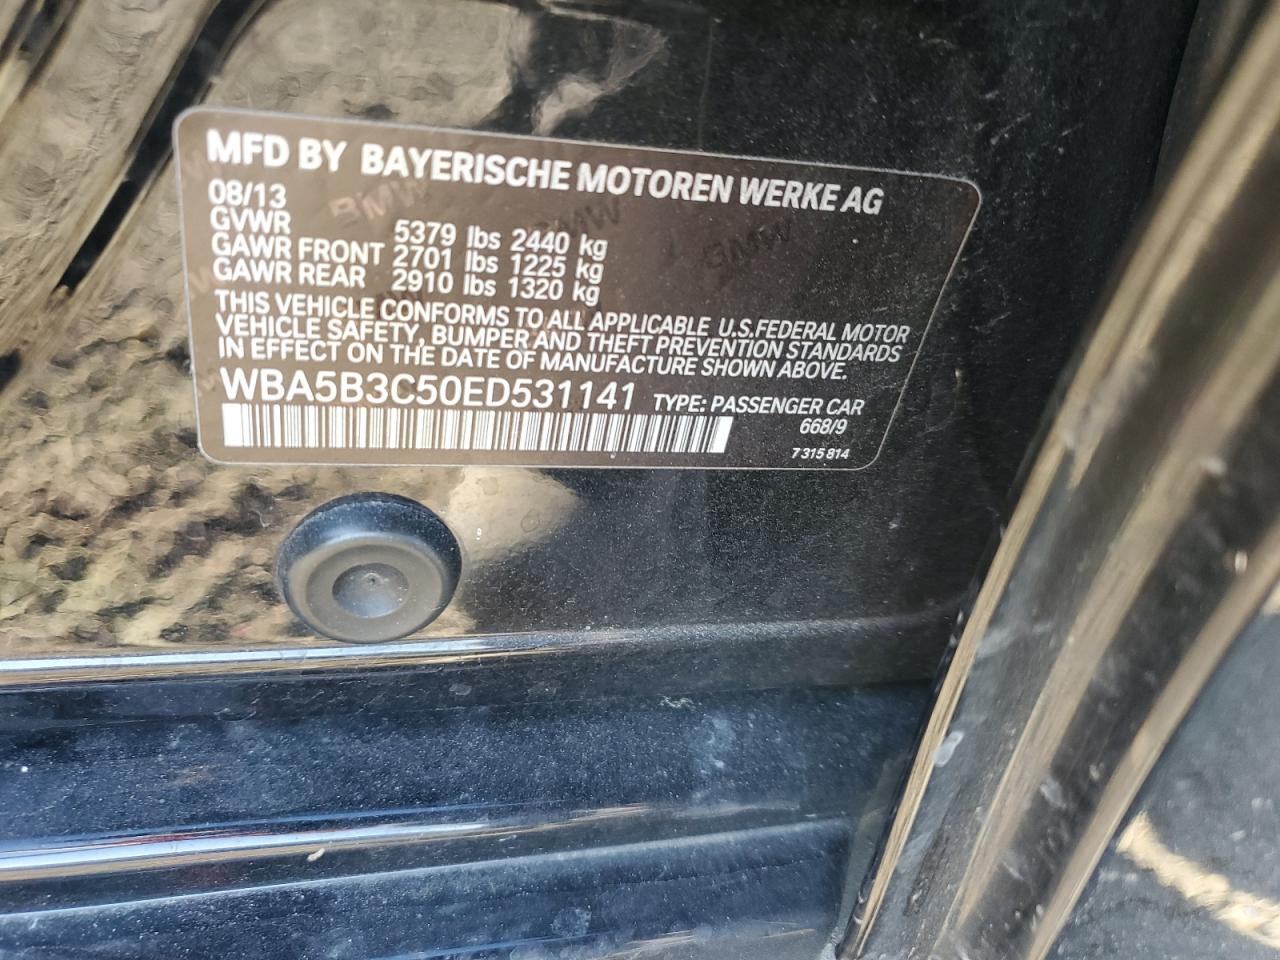 MFD BY BAYERISCHE MOTOREN WERKE AG
08/13
GVWR 5379 lbs 2440 kg
GAWR FRONT 2701 lbs 1225 kg
GAWR REAR 2910 lbs 1320 kg
THIS VEHICLE CONFORMS TO ALL APPLICABLE U.S.FEDERAL MOTOR
VEHICLE SAFETY, BUMPER AND THEFT PREVENTION STANDARDS
IN EFFECT ON THE DATE OF MANUFACTURE SHOWN ABOVE.
WBA5B3C50ED531141 TYPE: PASSENGER CAR
668/9
7 315 814
BMW
BMW
BMW